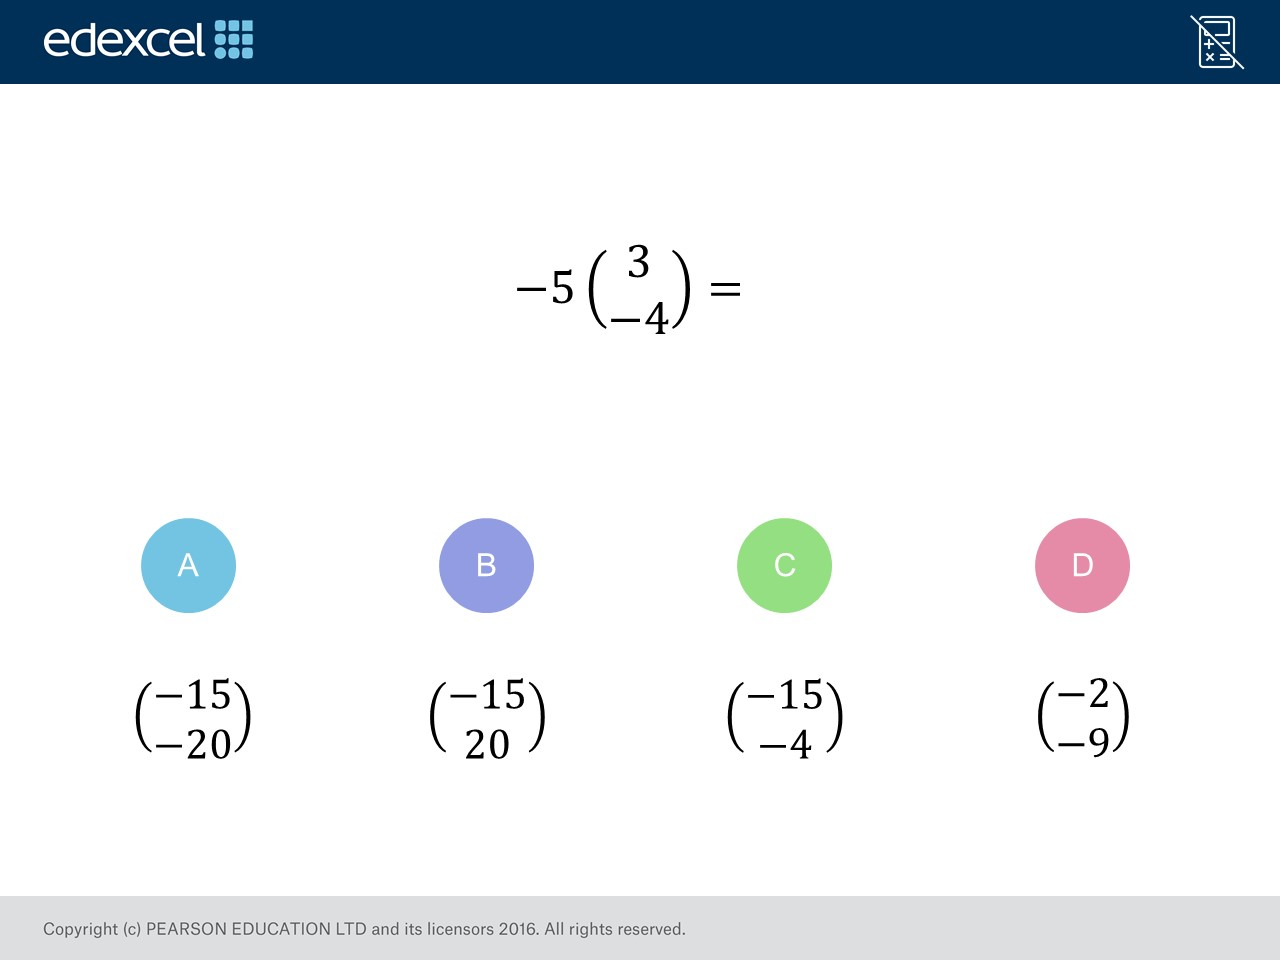 edexcel
−5 (3
−4) =
A B C D
(−15
−20) (−15
20) (−15
−4) (−2
−9)
Copyright (c) PEARSON EDUCATION LTD and its licensors 2016. All rights reserved.